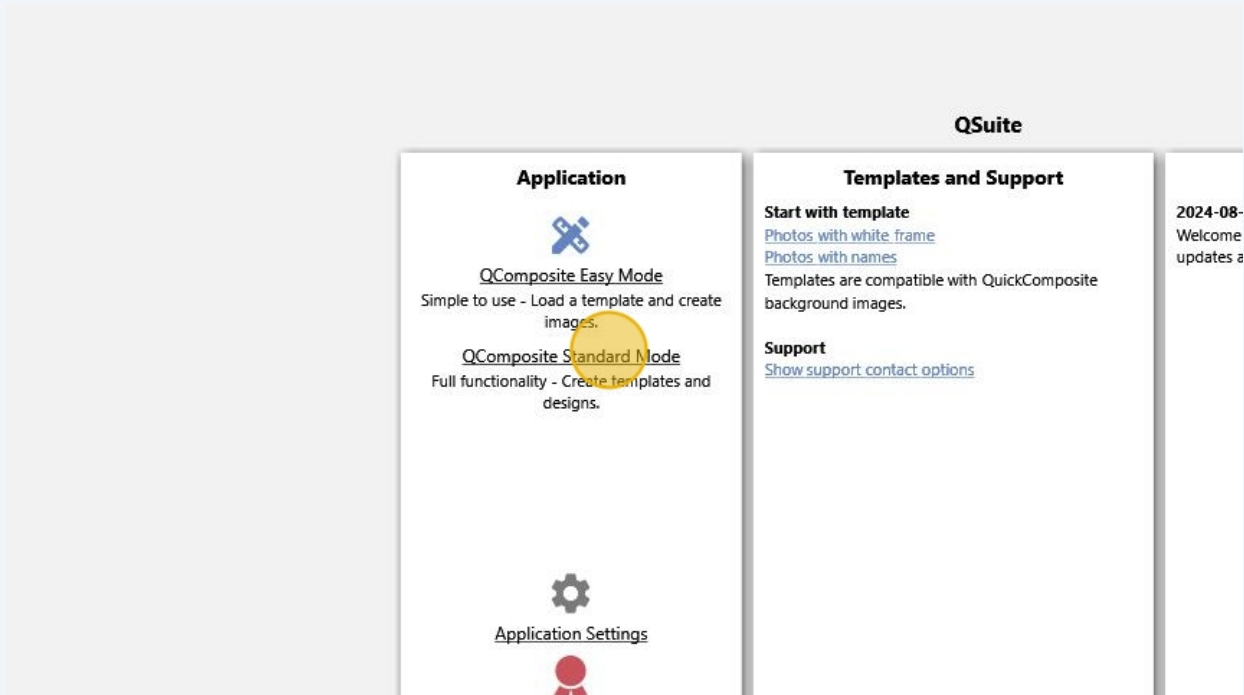 QSuite
Application
QComposite Easy Mode
Simple to use - Load a template and create
images.
QComposite Standard Mode
Full functionality - Create templates and
designs.
Application Settings
Templates and Support
Start with template
Photos with white frame
Photos with names
Templates are compatible with QuickComposite
background images.
Support
Show support contact options
2024-08-
Welcome
updates a